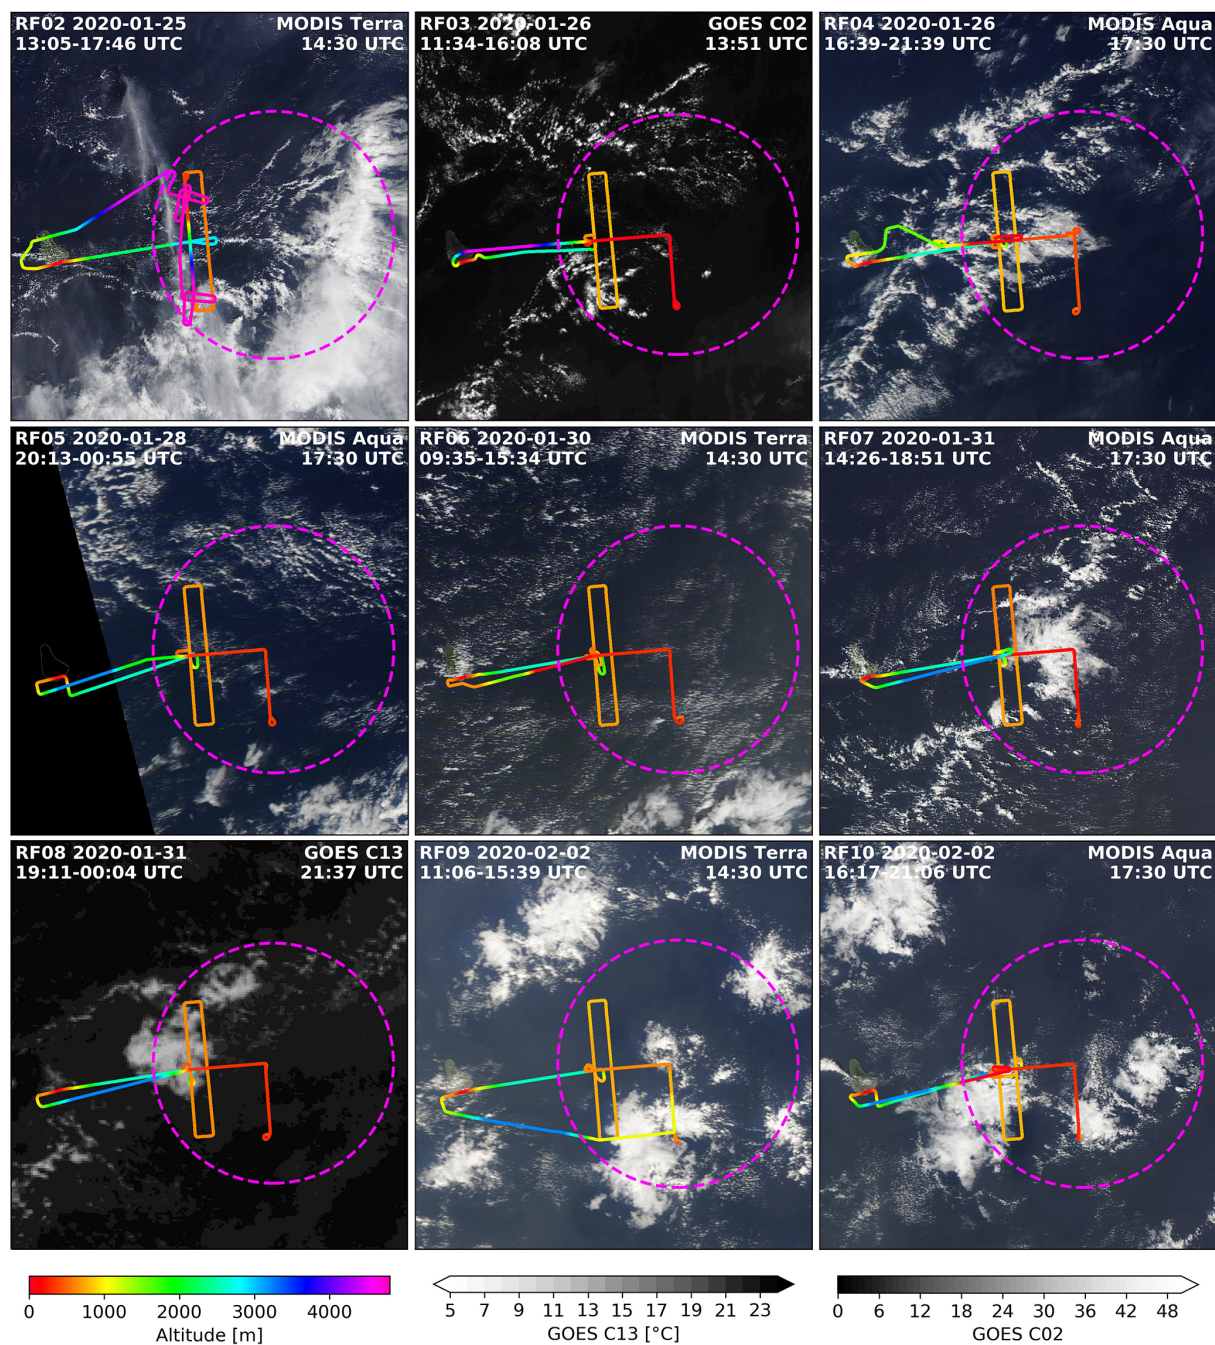 RF02 2020-01-25 MODIS Terra
13:05-17:46 UTC 14:30 UTC
RF03 2020-01-26 GOES C02
11:34-16:08 UTC 13:51 UTC
RF04 2020-01-26 MODIS Aqua
16:39-21:39 UTC 17:30 UTC
RF05 2020-01-28 MODIS Aqua
20:13-00:55 UTC 17:30 UTC
RF06 2020-01-30 MODIS Terra
09:35-15:34 UTC 14:30 UTC
RF07 2020-01-31 MODIS Aqua
14:26-18:51 UTC 17:30 UTC
RF08 2020-01-31 GOES C13
19:11-00:04 UTC 21:37 UTC
RF09 2020-02-02 MODIS Terra
11:06-15:39 UTC 14:30 UTC
RF10 2020-02-02 MODIS Aqua
16:17-21:06 UTC 17:30 UTC
0 1000 2000 3000 4000
Altitude [m]
5 7 9 11 13 15 17 19 21 23
GOES C13 [°C]
0 6 12 18 24 30 36 42 48
GOES C02